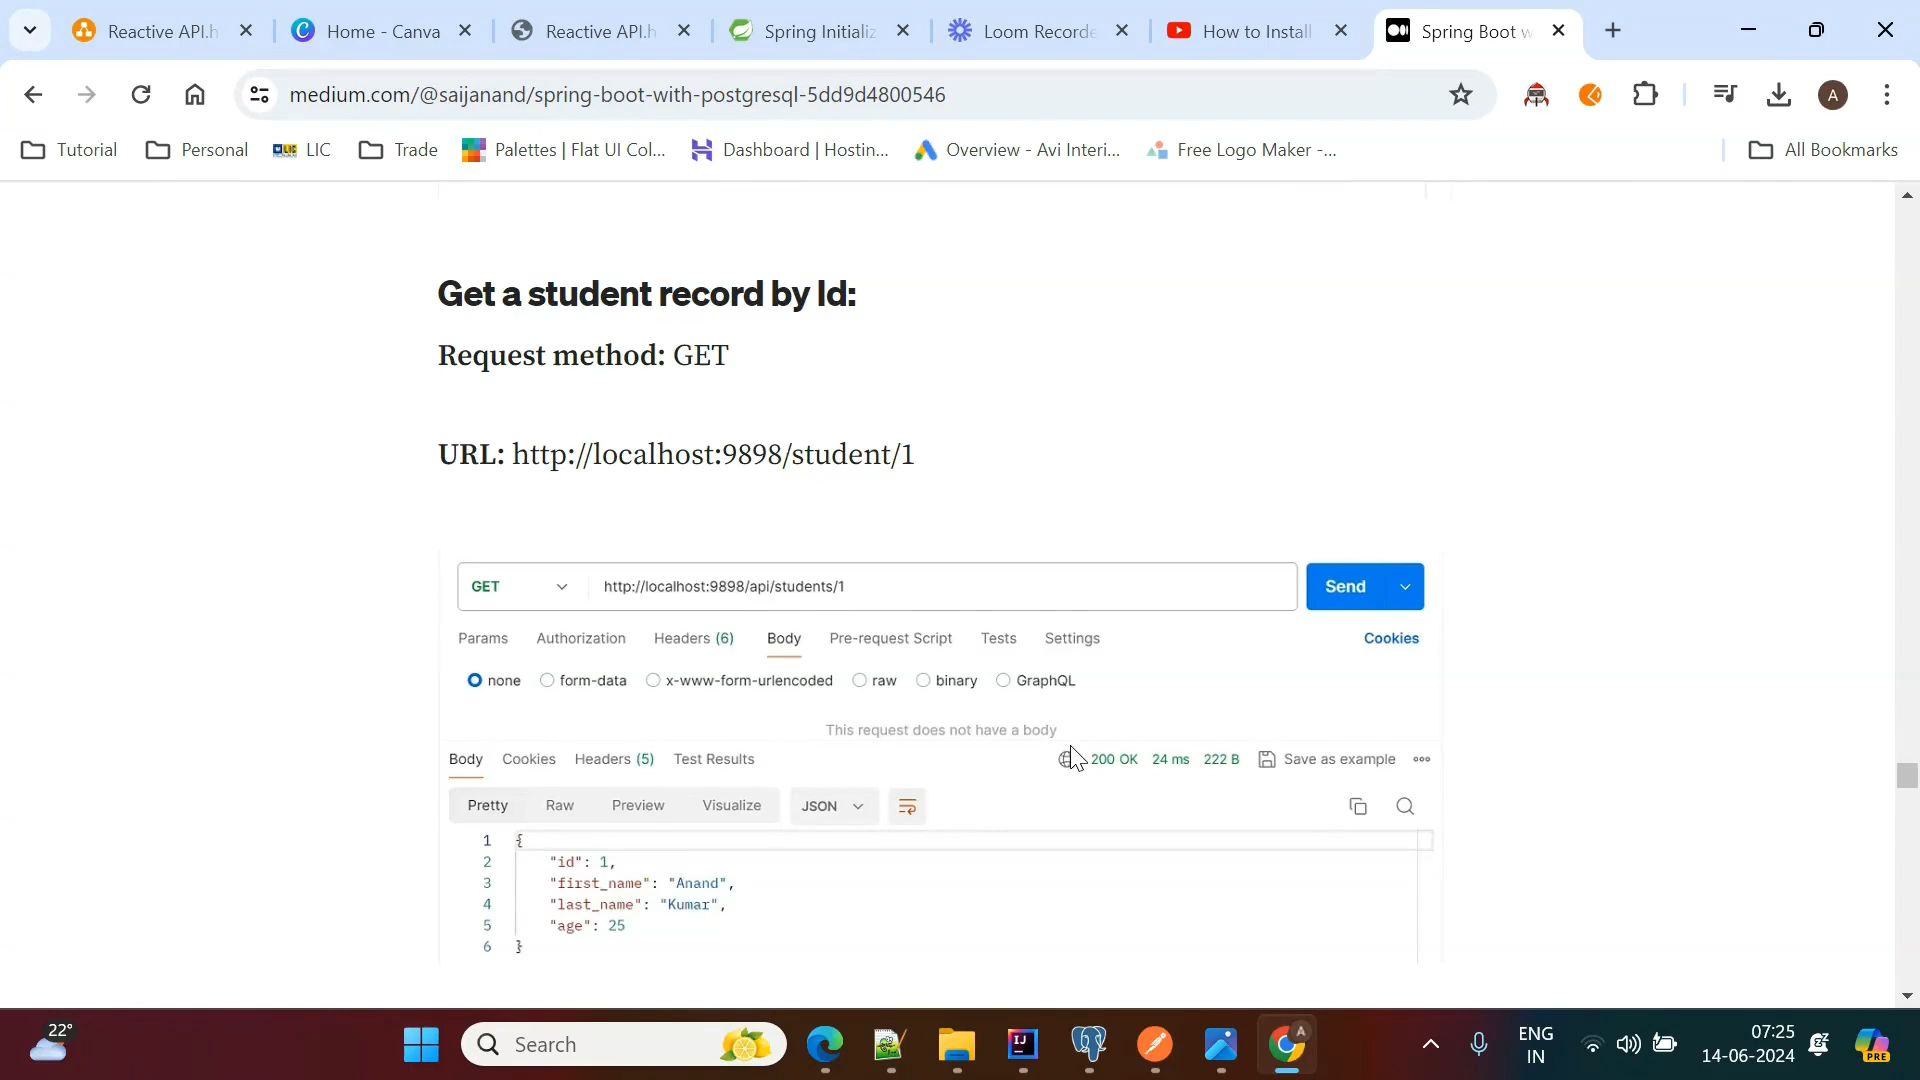 Reactive API.h
Home - Canva
Reactive API.h
Spring Initializ
Loom Recorde
How to Install
Spring Boot w
medium.com/@saijanand/spring-boot-with-postgresql-5dd9d4800546
A
Tutorial
Personal
LIC
LIC
Trade
Palettes | Flat UI Col...
Dashboard | Hostin...
Overview - Avi Interi...
Free Logo Maker -...
All Bookmarks
Get a student record by Id:
Request method: GET
URL: http://localhost:9898/student/1
GET
http://localhost:9898/api/students/1
Send
Params
Authorization
Headers (6)
Body
Pre-request Script
Tests
Settings
Cookies
none
form-data
x-www-form-urlencoded
raw
binary
GraphQL
This request does not have a body
Body
Cookies
Headers (5)
Test Results
200 OK
24 ms
222 B
Save as example
Pretty
Raw
Preview
Visualize
JSON
1 {
2 "id": 1,
3 "first_name": "Anand",
4 "last_name": "Kumar",
5 "age": 25
6 }
22°
Search
IJ
A
ENG
IN
07:25
14-06-2024
PRE